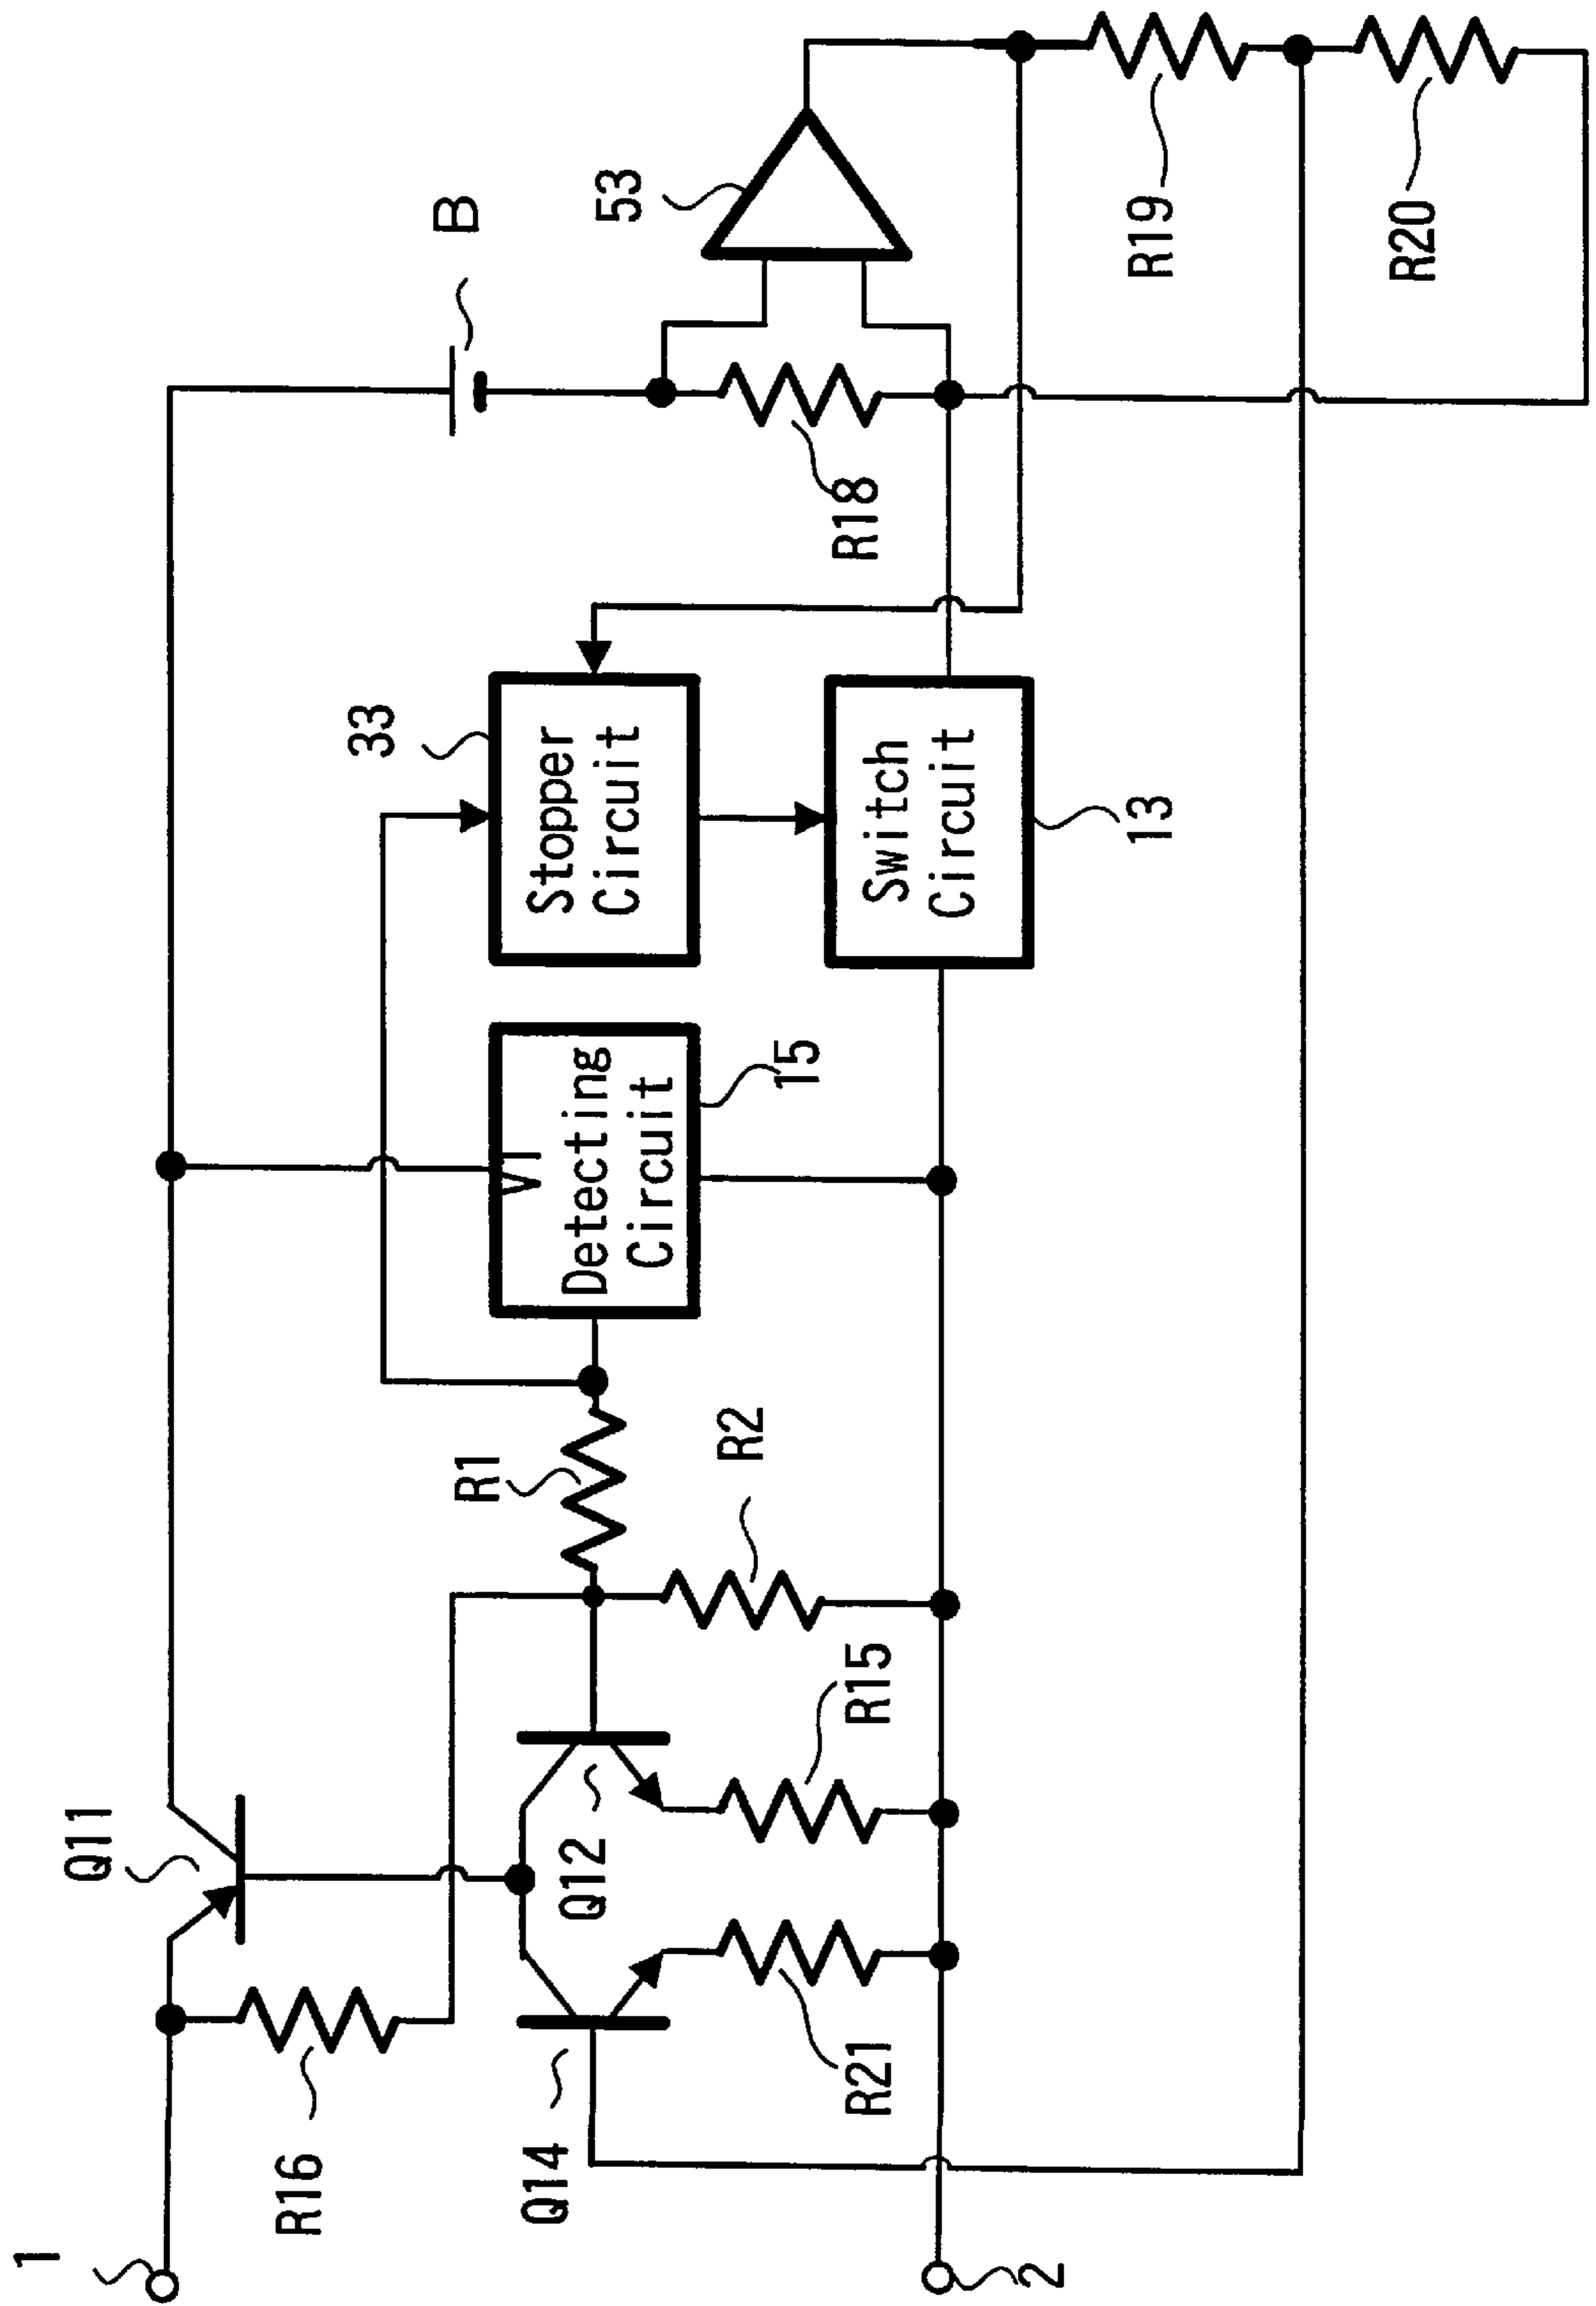 1
R16
Q11
Q14
Q12
R21
R15
R1
R2
VT
Detecting
Circuit
15
33
Stopper
Circuit
Switch
Circuit
13
B
R18
53
R19
R20
2